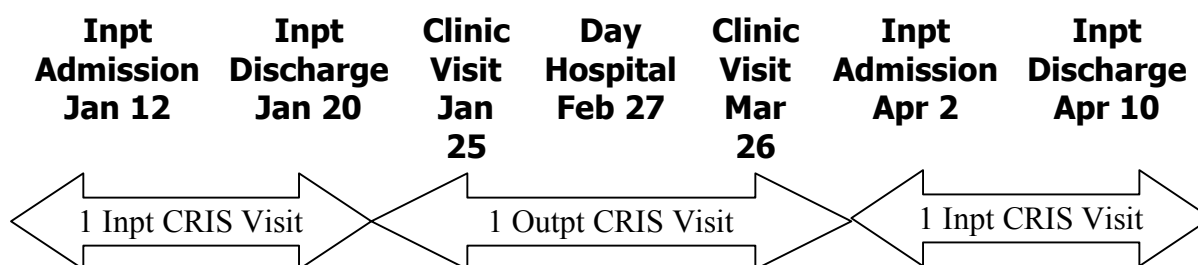 Inpt
Admission
Jan 12
Inpt
Discharge
Jan 20
Clinic
Visit
Jan
25
Day
Hospital
Feb 27
Clinic
Visit
Mar
26
Inpt
Admission
Apr 2
Inpt
Discharge
Apr 10
1 Inpt CRIS Visit
1 Outpt CRIS Visit
1 Inpt CRIS Visit